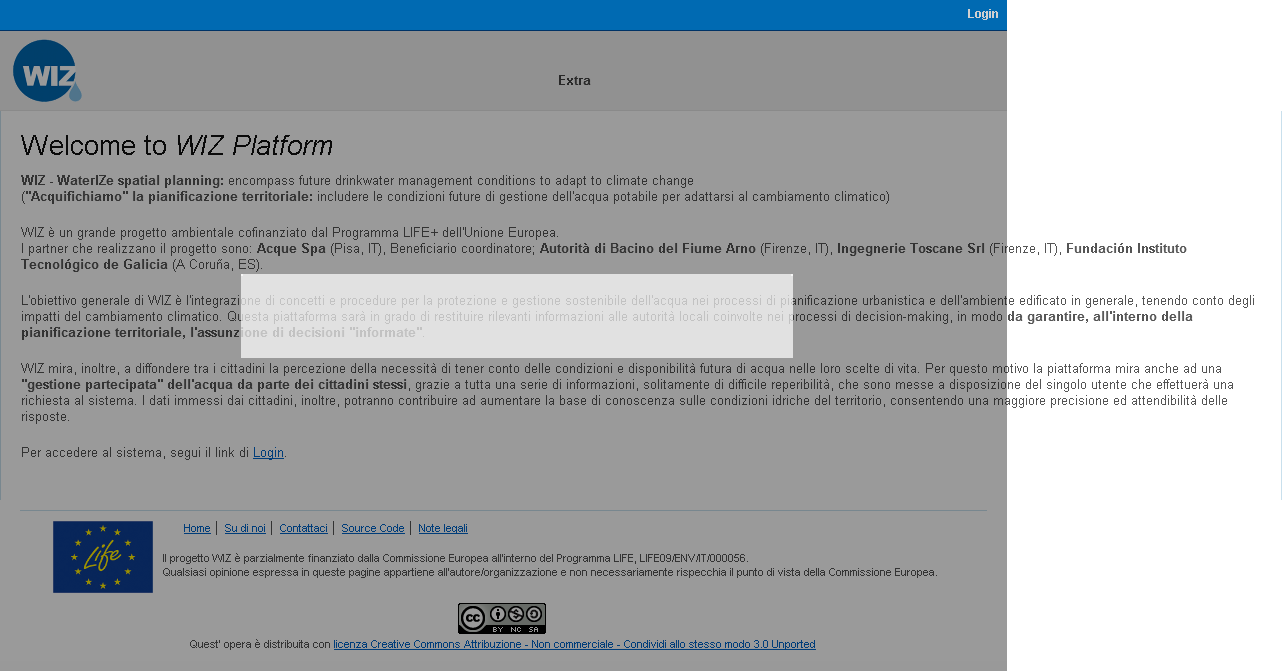 Login
WIZ
Extra
Welcome to WIZ Platform
WIZ - WaterIZe spatial planning: encompass future drinkwater management conditions to adapt to climate change
("Acquifichiamo" la pianificazione territoriale: includere le condizioni future di gestione dell'acqua potabile per adattarsi al cambiamento climatico)
WIZ è un grande progetto ambientale cofinanziato dal Programma LIFE+ dell'Unione Europea.
I partner che realizzano il progetto sono: Acque Spa (Pisa, IT), Beneficiario coordinatore; Autorità di Bacino del Fiume Arno (Firenze, IT), Ingegnerie Toscane Srl (Firenze, IT), Fundación Instituto
Tecnológico de Galicia (A Coruña, ES).
L'obiettivo generale di WIZ è l'integrazione di concetti e procedure per la protezione e gestione sostenibile dell'acqua nei processi di pianificazione urbanistica e dell'ambiente edificato in generale, tenendo conto degli
impatti del cambiamento climatico. Questa piattaforma sará in grado di restituire rilevanti informazioni alle autorità locali coinvolte nei processi di decision-making, in modo da garantire, all'interno della
pianificazione territoriale, l'assunzione di decisioni "informate".
WIZ mira, inoltre, a diffondere tra i cittadini la percezione della necessità di tener conto delle condizioni e disponibilità futura di acqua nelle loro scelte di vita. Per questo motivo la piattaforma mira anche ad una
"gestione partecipata" dell'acqua da parte dei cittadini stessi, grazie a tutta una serie di informazioni, solitamente di difficile reperibilità, che sono messe a disposizione del singolo utente che effettuerà una
richiesta al sistema. I dati immessi dai cittadini, inoltre, potranno contribuire ad aumentare la base di conoscenza sulle condizioni idriche del territorio, consentendo una maggiore precisione ed attendibilità delle
risposte.
Per accedere al sistema, segui il link di Login.
Home | Su di noi | Contattaci | Source Code | Note legali
Life
Il progetto WIZ è parzialmente finanziato dalla Commissione Europea all'interno del Programma LIFE, LIFE09/ENV/IT/000056.
Qualsiasi opinione espressa in queste pagine appartiene all'autore/organizzazione e non necessariamente rispecchia il punto di vista della Commissione Europea.
cc BY NC SA
Quest' opera è distribuita con licenza Creative Commons Attribuzione - Non commerciale - Condividi allo stesso modo 3.0 Unported